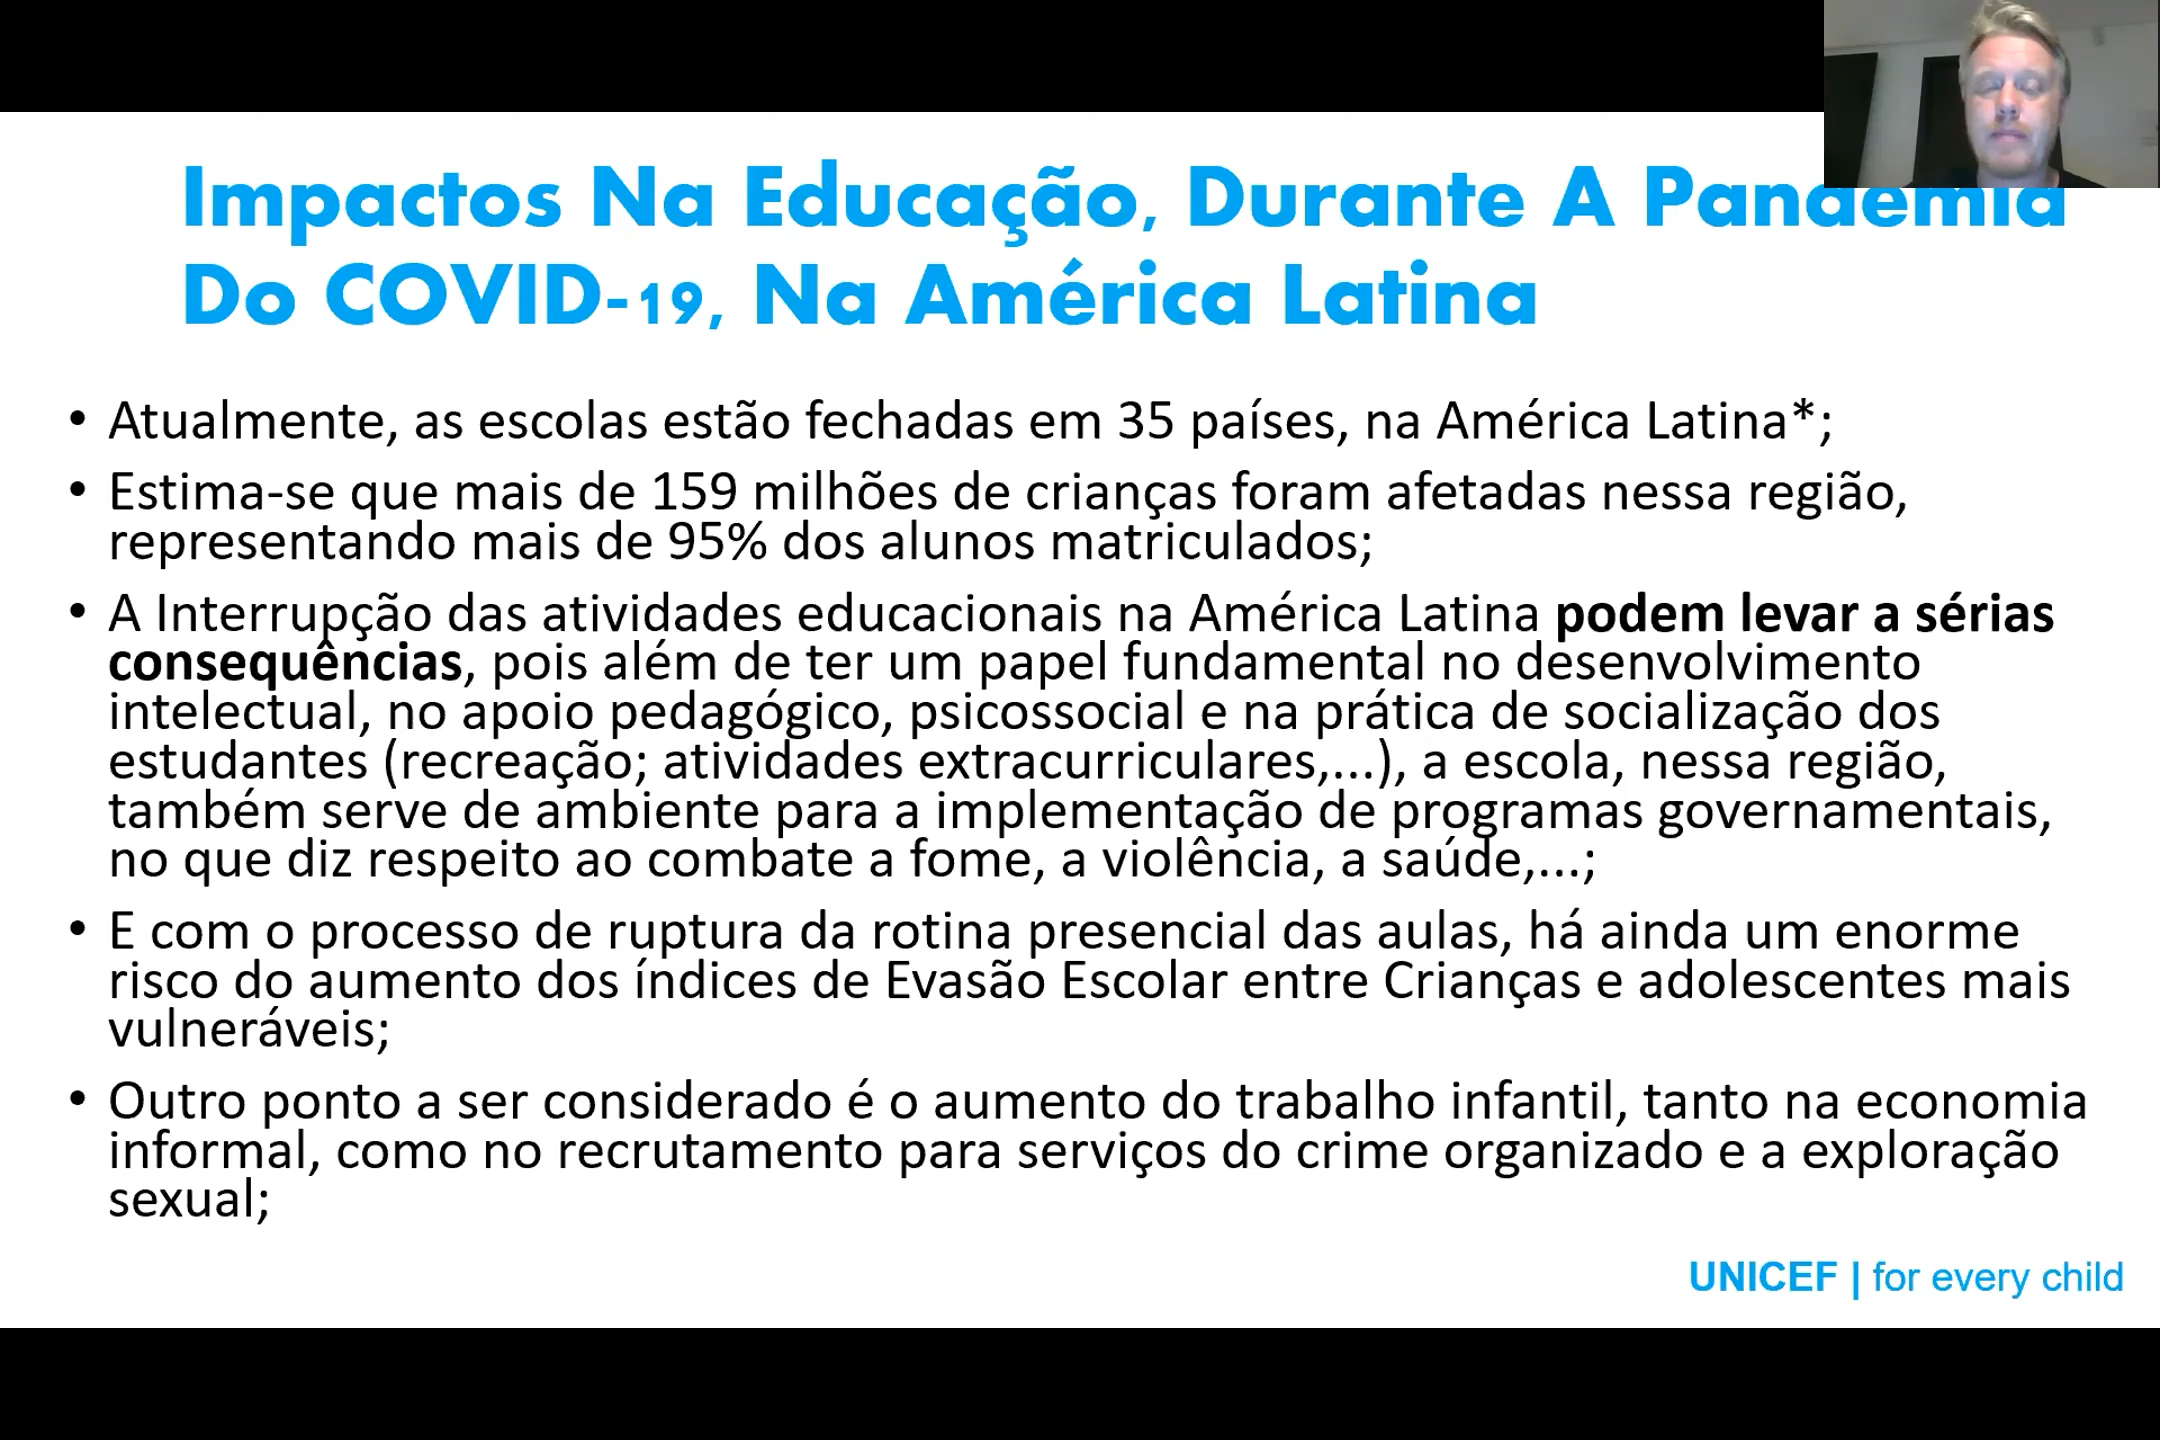 Impactos Na Educação, Durante A Pandemia
Do COVID-19, Na América Latina
• Atualmente, as escolas estão fechadas em 35 países, na América Latina*;
• Estima-se que mais de 159 milhões de crianças foram afetadas nessa região,
representando mais de 95% dos alunos matriculados;
• A Interrupção das atividades educacionais na América Latina podem levar a sérias
consequências, pois além de ter um papel fundamental no desenvolvimento
intelectual, no apoio pedagógico, psicossocial e na prática de socialização dos
estudantes (recreação; atividades extracurriculares,...), a escola, nessa região,
também serve de ambiente para a implementação de programas governamentais,
no que diz respeito ao combate a fome, a violência, a saúde,...;
• E com o processo de ruptura da rotina presencial das aulas, há ainda um enorme
risco do aumento dos índices de Evasão Escolar entre Crianças e adolescentes mais
vulneráveis;
• Outro ponto a ser considerado é o aumento do trabalho infantil, tanto na economia
informal, como no recrutamento para serviços do crime organizado e a exploração
sexual;
UNICEF | for every child